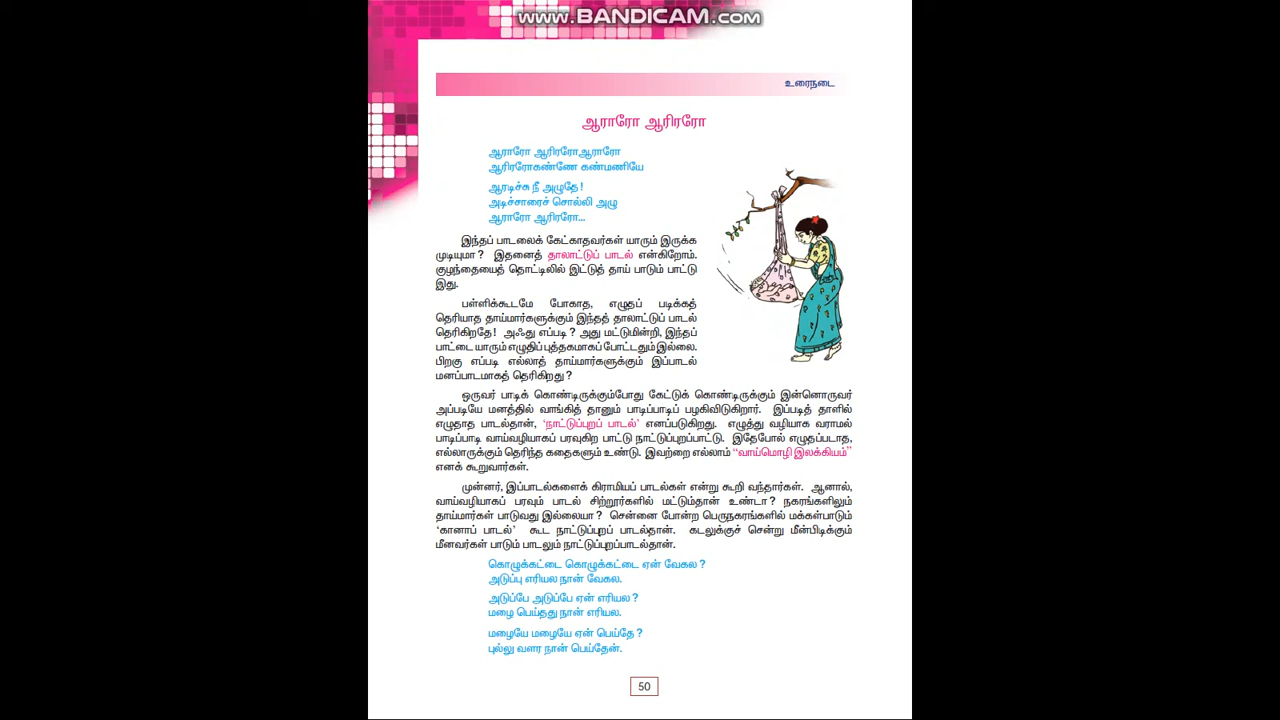 www.BANDICAM.com
உரைநடை
ஆராரோ ஆரிரரோ
ஆராரோ ஆரிரரோஆராரோ
ஆரிரரோகண்ணே கண்மணியே
ஆரடிச்சு நீ அழுதே!
அடிச்சாரைச் சொல்லி அழு
ஆராரோ ஆரிரரோ...
இந்தப் பாடலைக் கேட்காதவர்கள் யாரும் இருக்க
முடியுமா? இதனைத் தாலாட்டுப் பாடல் என்கிறோம்.
குழந்தையைத் தொட்டிலில் இட்டுத் தாய் பாடும் பாட்டு
இது.
பள்ளிக்கூடமே போகாத, எழுதப் படிக்கத்
தெரியாத தாய்மார்களுக்கும் இந்தத் தாலாட்டுப் பாடல்
தெரிகிறதே! அஃது எப்படி? அது மட்டுமின்றி, இந்தப்
பாட்டை யாரும் எழுதிப் புத்தகமாகப் போட்டதும் இல்லை.
பிறகு எப்படி எல்லாத் தாய்மார்களுக்கும் இப்பாடல்
மனப்பாடமாகத் தெரிகிறது?
ஒருவர் பாடிக் கொண்டிருக்கும்போது கேட்டுக் கொண்டிருக்கும் இன்னொருவர்
அப்படியே மனத்தில் வாங்கித் தானும் பாடிப்பாடிப் பழகிவிடுகிறார். இப்படித் தாளில்
எழுதாத பாடல்தான், ‘நாட்டுப்புறப் பாடல்’ எனப்படுகிறது. எழுத்து வழியாக வராமல்
பாடிப்பாடி வாய்வழியாகப் பரவுகிற பாட்டு நாட்டுப்புறப்பாட்டு. இதேபோல் எழுதப்படாத,
எல்லாருக்கும் தெரிந்த கதைகளும் உண்டு. இவற்றை எல்லாம் “வாய்மொழி இலக்கியம்”
எனக் கூறுவார்கள்.
முன்னர், இப்பாடல்களைக் கிராமியப் பாடல்கள் என்று கூறி வந்தார்கள். ஆனால்,
வாய்வழியாகப் பரவும் பாடல் சிற்றூர்களில் மட்டும்தான் உண்டா? நகரங்களிலும்
தாய்மார்கள் பாடுவது இல்லையா? சென்னை போன்ற பெருநகரங்களில் மக்கள்பாடும்
‘கானாப் பாடல்’ கூட நாட்டுப்புறப் பாடல்தான். கடலுக்குச் சென்று மீன்பிடிக்கும்
மீனவர்கள் பாடும் பாடலும் நாட்டுப்புறப்பாடல்தான்.
கொழுக்கட்டை கொழுக்கட்டை ஏன் வேகல?
அடுப்பு எரியல நான் வேகல.
அடுப்பே அடுப்பே ஏன் எரியல?
மழை பெய்தது நான் எரியல.
மழையே மழையே ஏன் பெய்தே?
புல்லு வளர நான் பெய்தேன்.
50